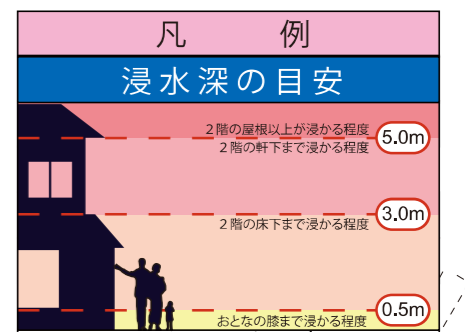 凡 例
浸水深の目安
2階の屋根以上が浸かる程度
5.0m
2階の軒下まで浸かる程度
3.0m
2階の床下まで浸かる程度
0.5m
おとなの膝まで浸かる程度